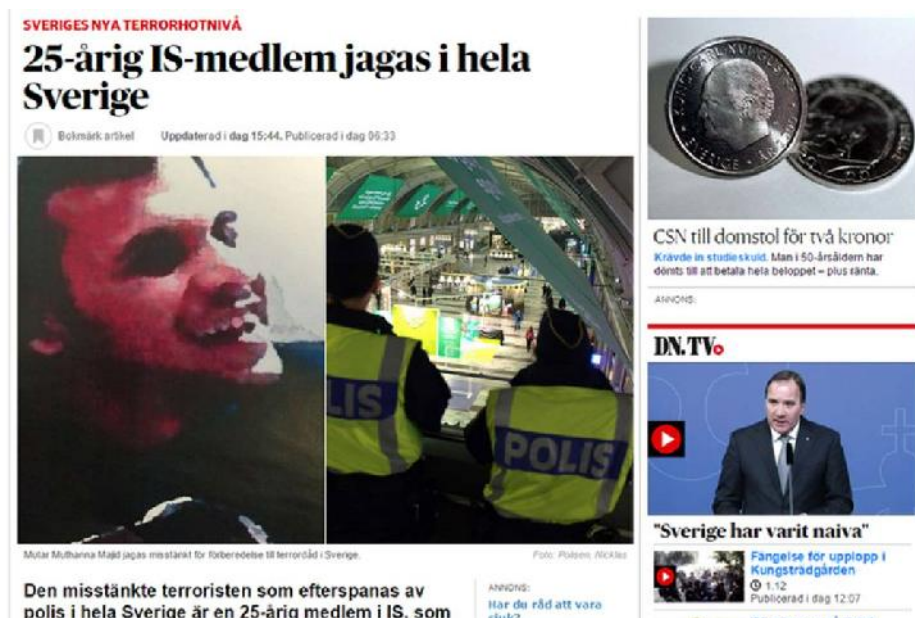 SVERIGES NYA TERRORHOTNIVÅ
25-årig IS-medlem jagas i hela
Sverige
Bokmärk artikel Uppdaterad i dag 15:44. Publicerad i dag 06:33
LIS
POLIS
Mutar Muthanna Majid jagas misstänkt för förberedelse till terrordåd i Sverige.
Foto: Polisen, Nicklas
Den misstänkte terroristen som efterspanas av
polis i hela Sverige är en 25-årig medlem i IS, som
ANNONS:
Har du råd att vara
sjuk?
SVERIGE
CSN till domstol för två kronor
Krävde in studieskuld. Man i 50-årsåldern har
dömts till att betala hela beloppet – plus ränta.
ANNONS:
DN.TV
"Sverige har varit naiva"
Fängelse för upplopp i
Kungsträdgården
1.12
Publicerad i dag 12:07